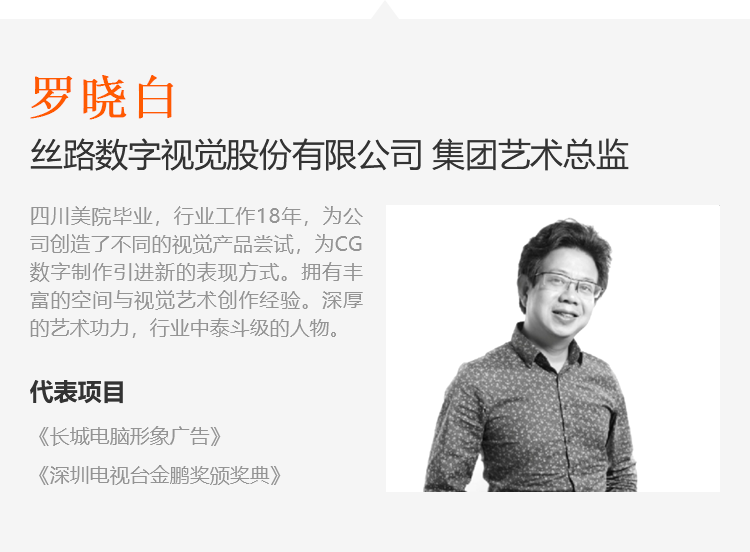 罗晓白
丝路数字视觉股份有限公司 集团艺术总监
四川美院毕业，行业工作18年，为公
司创造了不同的视觉产品尝试，为CG
数字制作引进新的表现方式。拥有丰
富的空间与视觉艺术创作经验。深厚
的艺术功力，行业中泰斗级的人物。
代表项目
《长城电脑形象广告》
《深圳电视台金鹏奖颁奖典》